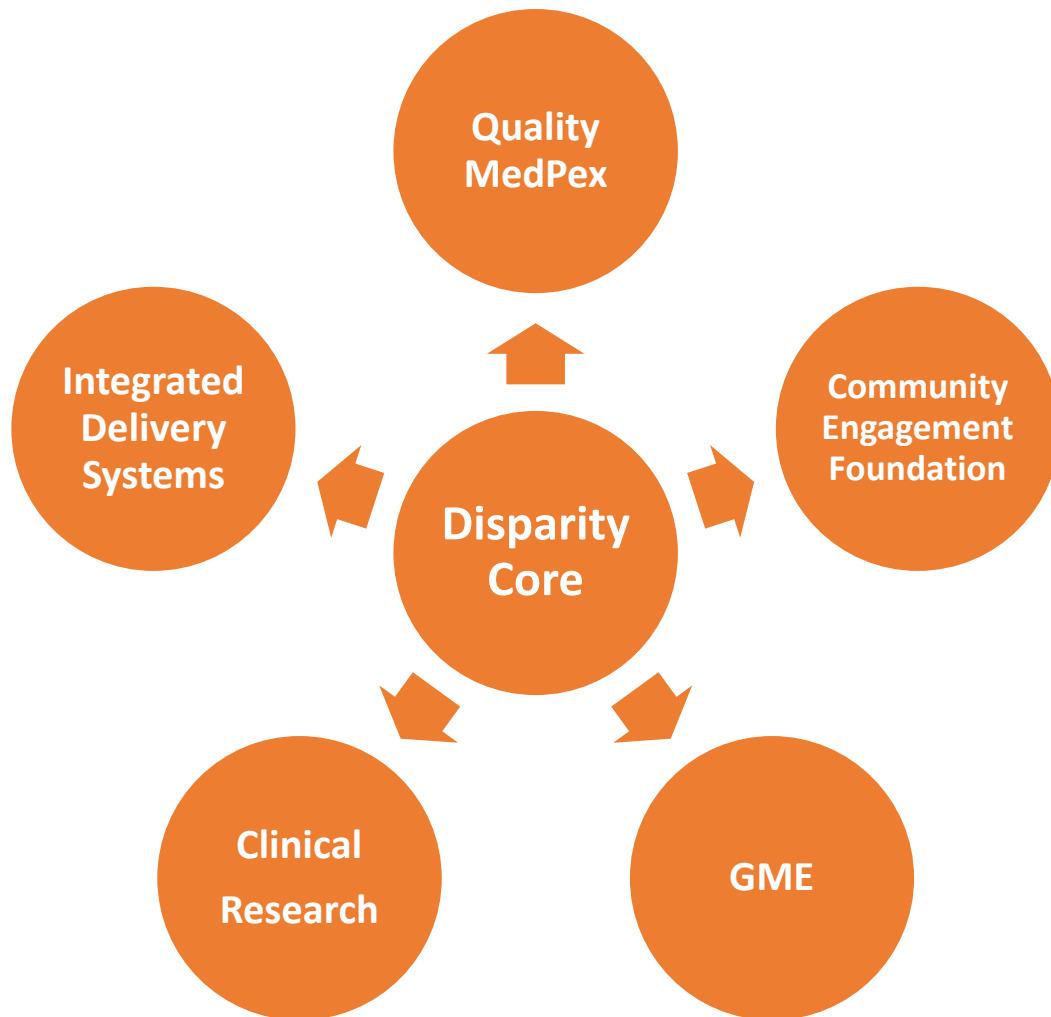 Quality
MedPex
Integrated
Delivery
Systems
Community
Engagement
Foundation
Disparity
Core
Clinical
Research
GME